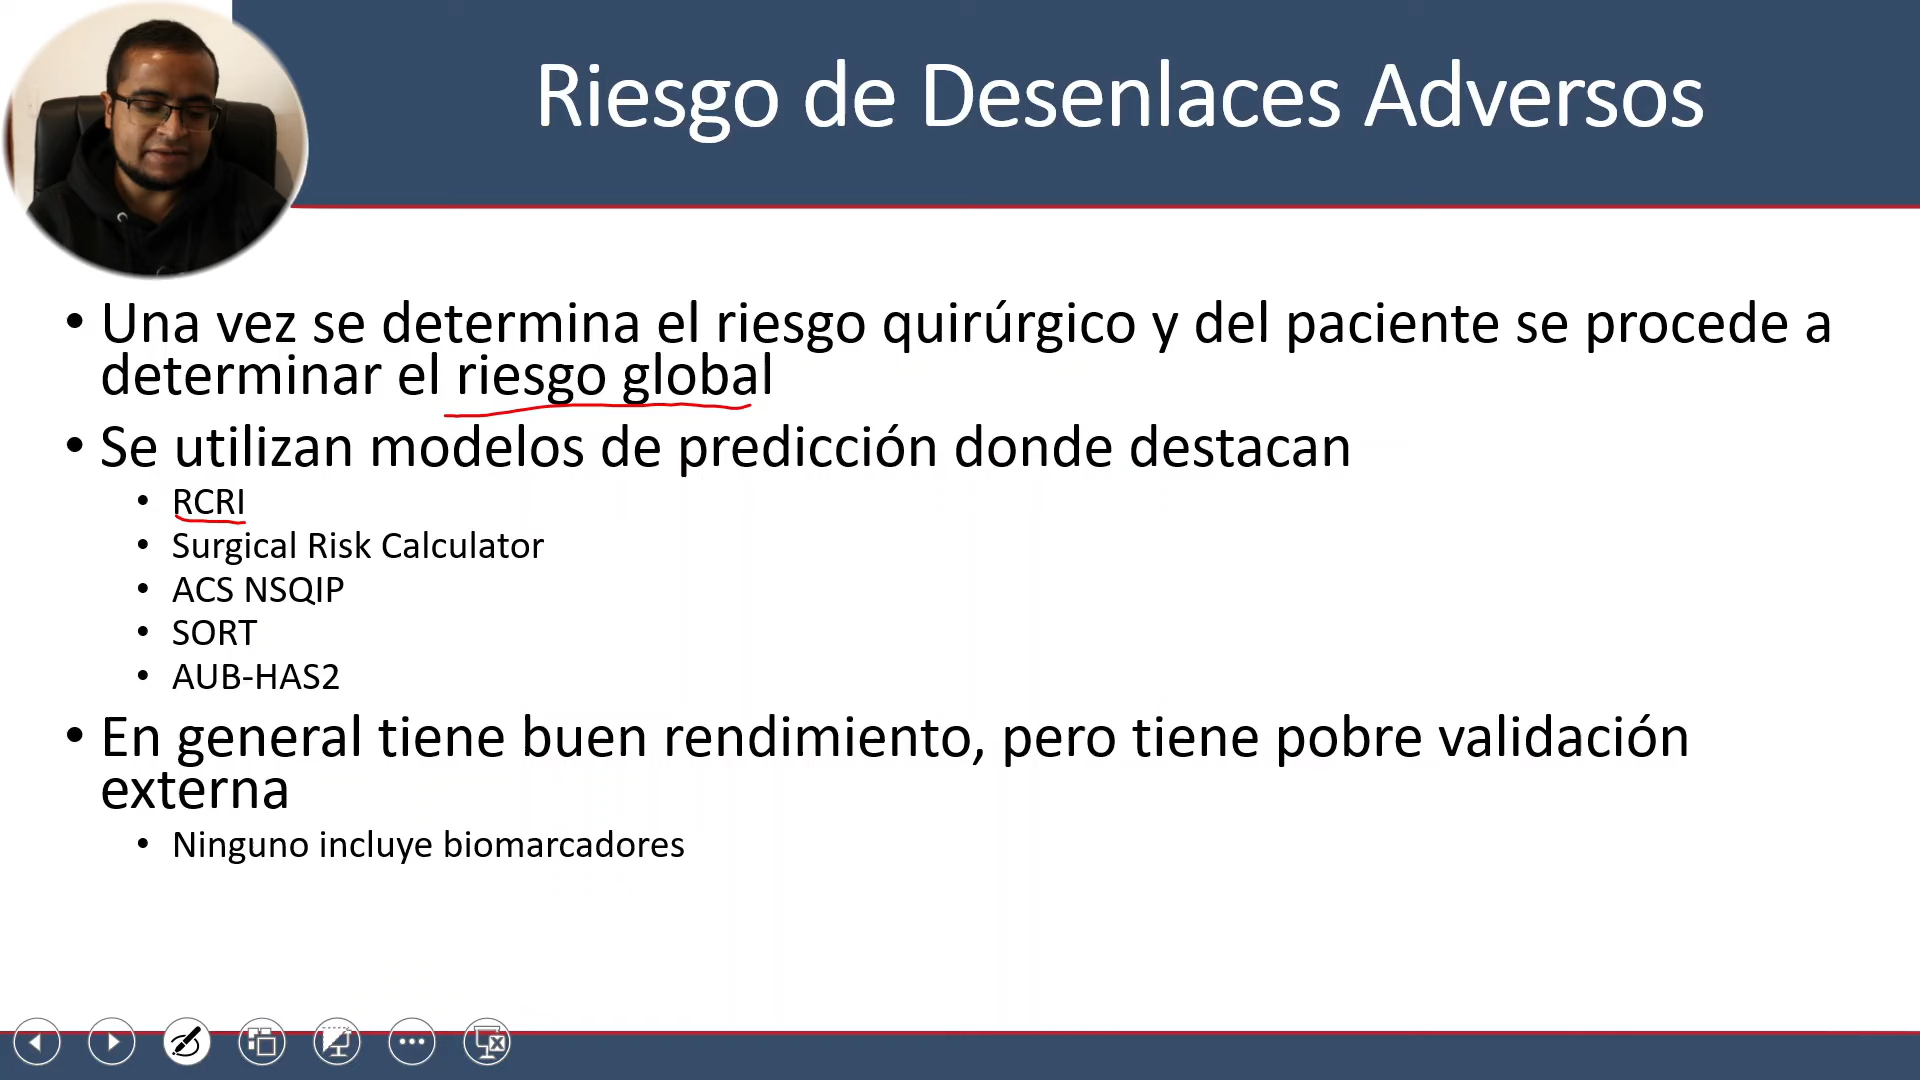 Riesgo de Desenlaces Adversos
• Una vez se determina el riesgo quirúrgico y del paciente se procede a
determinar el riesgo global
• Se utilizan modelos de predicción donde destacan
• RCRI
• Surgical Risk Calculator
• ACS NSQIP
• SORT
• AUB-HAS2
• En general tiene buen rendimiento, pero tiene pobre validación
externa
• Ninguno incluye biomarcadores